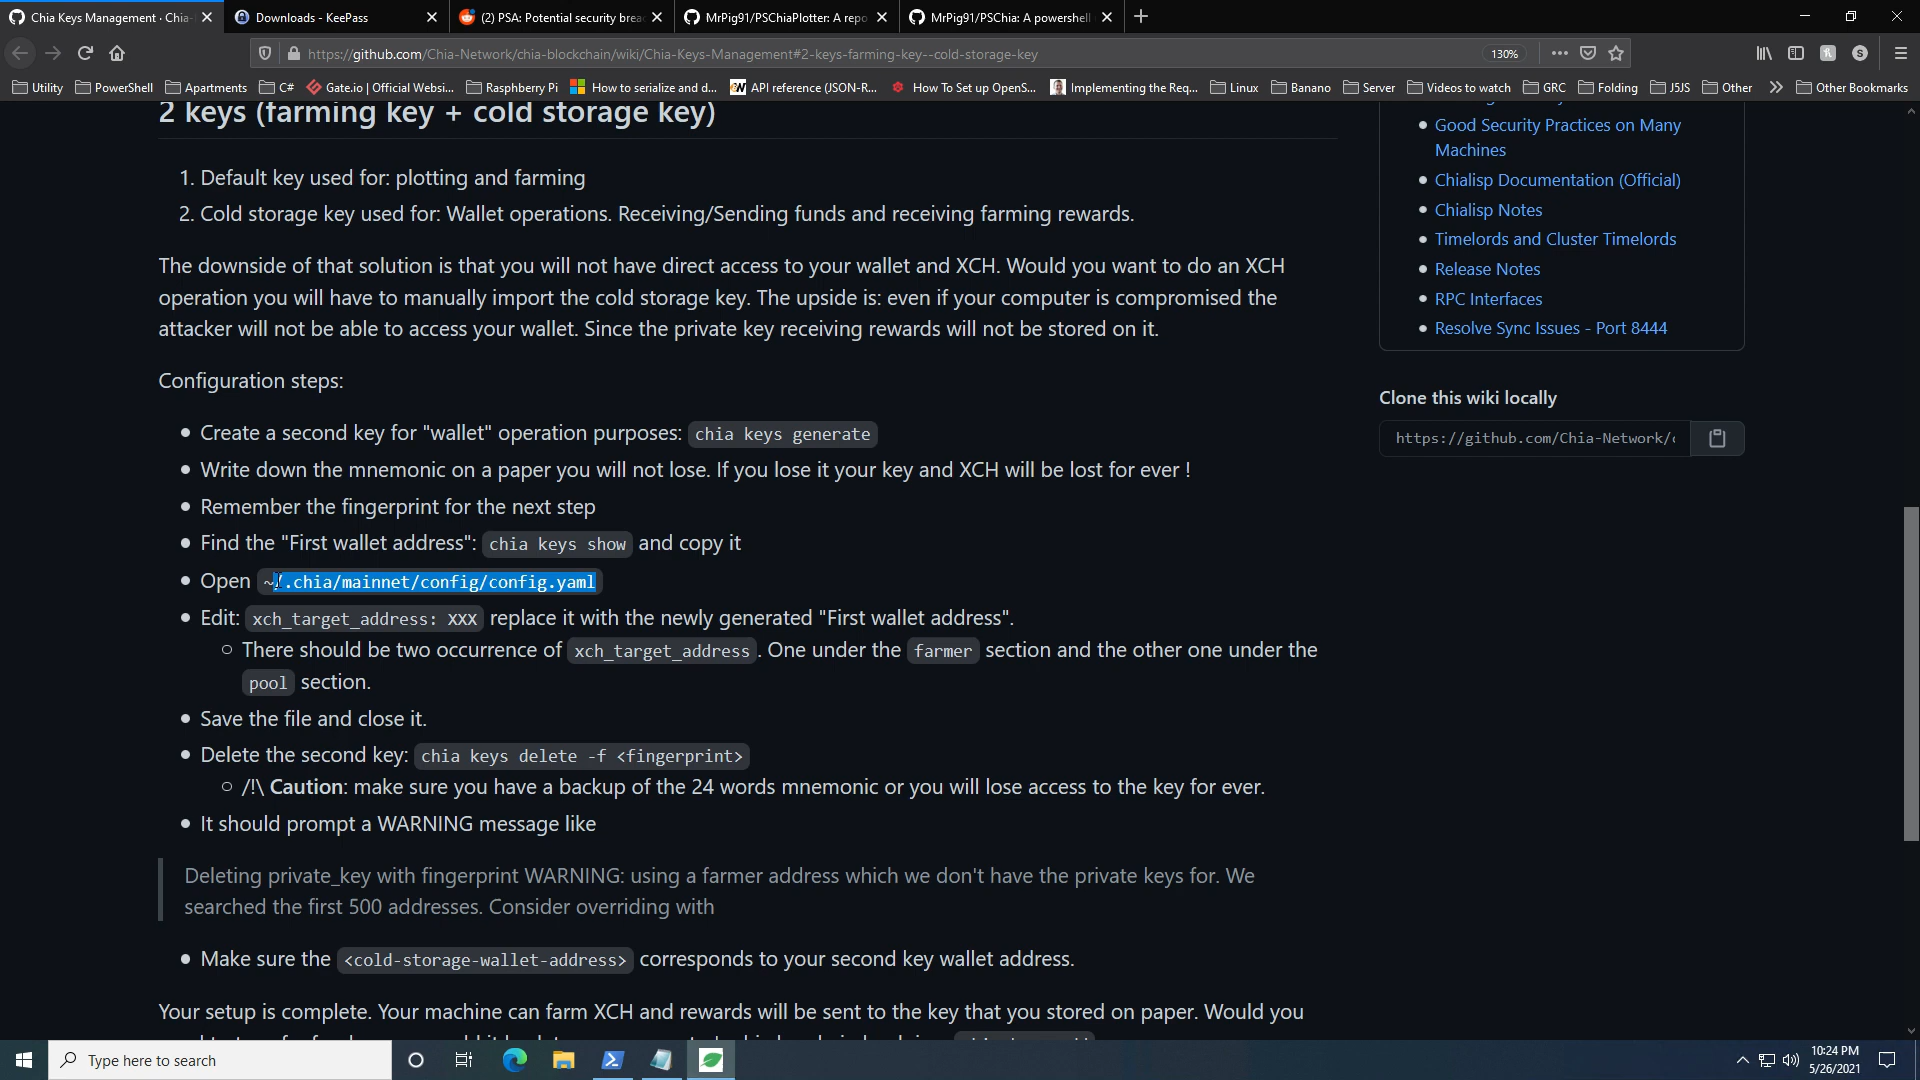 Chia Keys Management · Chia-
Downloads - KeePass
(2) PSA: Potential security brea
MrPig91/PSChiaPlotter: A repo
MrPig91/PSChia: A powershell
https://github.com/Chia-Network/chia-blockchain/wiki/Chia-Keys-Management#2-keys-farming-key--cold-storage-key
130%
Utility
PowerShell
Apartments
C#
Gate.io | Official Websi...
Raspbherry Pi
How to serialize and d...
API reference (JSON-R...
How To Set up OpenS...
Implementing the Req...
Linux
Banano
Server
Videos to watch
GRC
Folding
J5JS
Other
Other Bookmarks
2 keys (farming key + cold storage key)
1. Default key used for: plotting and farming
2. Cold storage key used for: Wallet operations. Receiving/Sending funds and receiving farming rewards.
The downside of that solution is that you will not have direct access to your wallet and XCH. Would you want to do an XCH
operation you will have to manually import the cold storage key. The upside is: even if your computer is compromised the
attacker will not be able to access your wallet. Since the private key receiving rewards will not be stored on it.
Configuration steps:
Create a second key for "wallet" operation purposes: chia keys generate
Write down the mnemonic on a paper you will not lose. If you lose it your key and XCH will be lost for ever !
Remember the fingerprint for the next step
Find the "First wallet address": chia keys show and copy it
Open ~/.chia/mainnet/config/config.yaml
Edit: xch_target_address: XXX replace it with the newly generated "First wallet address".
There should be two occurrence of xch_target_address. One under the farmer section and the other one under the
pool section.
Save the file and close it.
Delete the second key: chia keys delete -f <fingerprint>
/!\ Caution: make sure you have a backup of the 24 words mnemonic or you will lose access to the key for ever.
It should prompt a WARNING message like
Deleting private_key with fingerprint WARNING: using a farmer address which we don't have the private keys for. We
searched the first 500 addresses. Consider overriding with
Make sure the <cold-storage-wallet-address> corresponds to your second key wallet address.
Your setup is complete. Your machine can farm XCH and rewards will be sent to the key that you stored on paper. Would you
Good Security Practices on Many
Machines
Chialisp Documentation (Official)
Chialisp Notes
Timelords and Cluster Timelords
Release Notes
RPC Interfaces
Resolve Sync Issues - Port 8444
Clone this wiki locally
https://github.com/Chia-Network/c
Type here to search
10:24 PM
5/26/2021